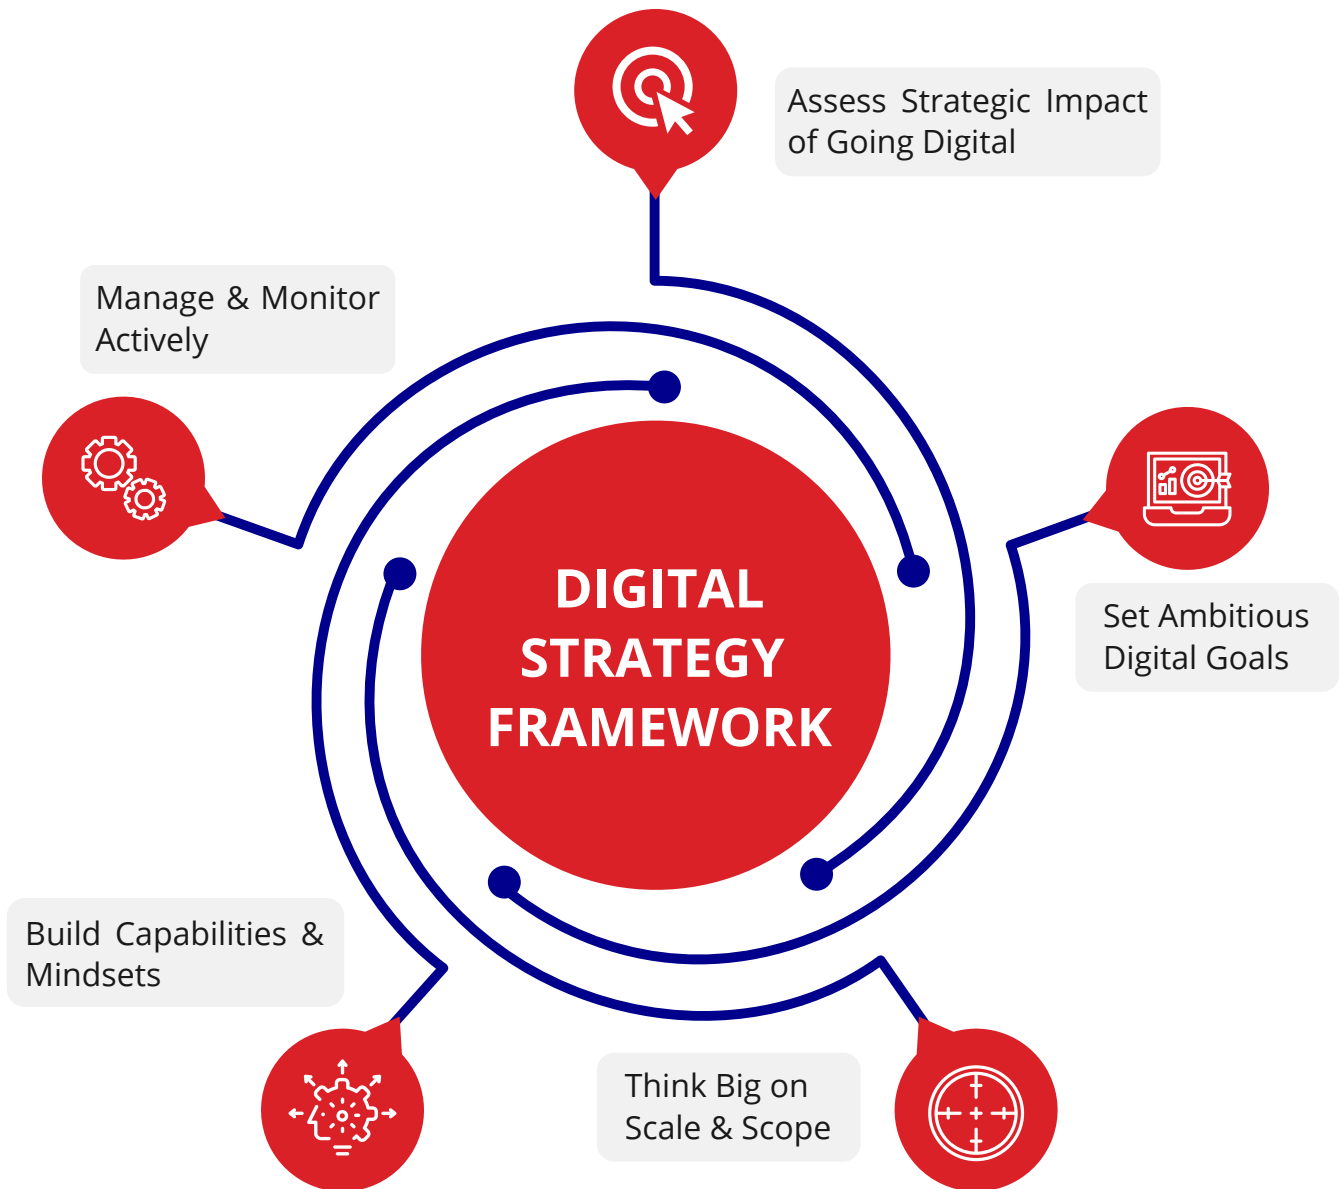 Assess Strategic Impact
of Going Digital
Manage & Monitor
Actively
DIGITAL
STRATEGY
FRAMEWORK
Set Ambitious
Digital Goals
Build Capabilities &
Mindsets
Think Big on
Scale & Scope